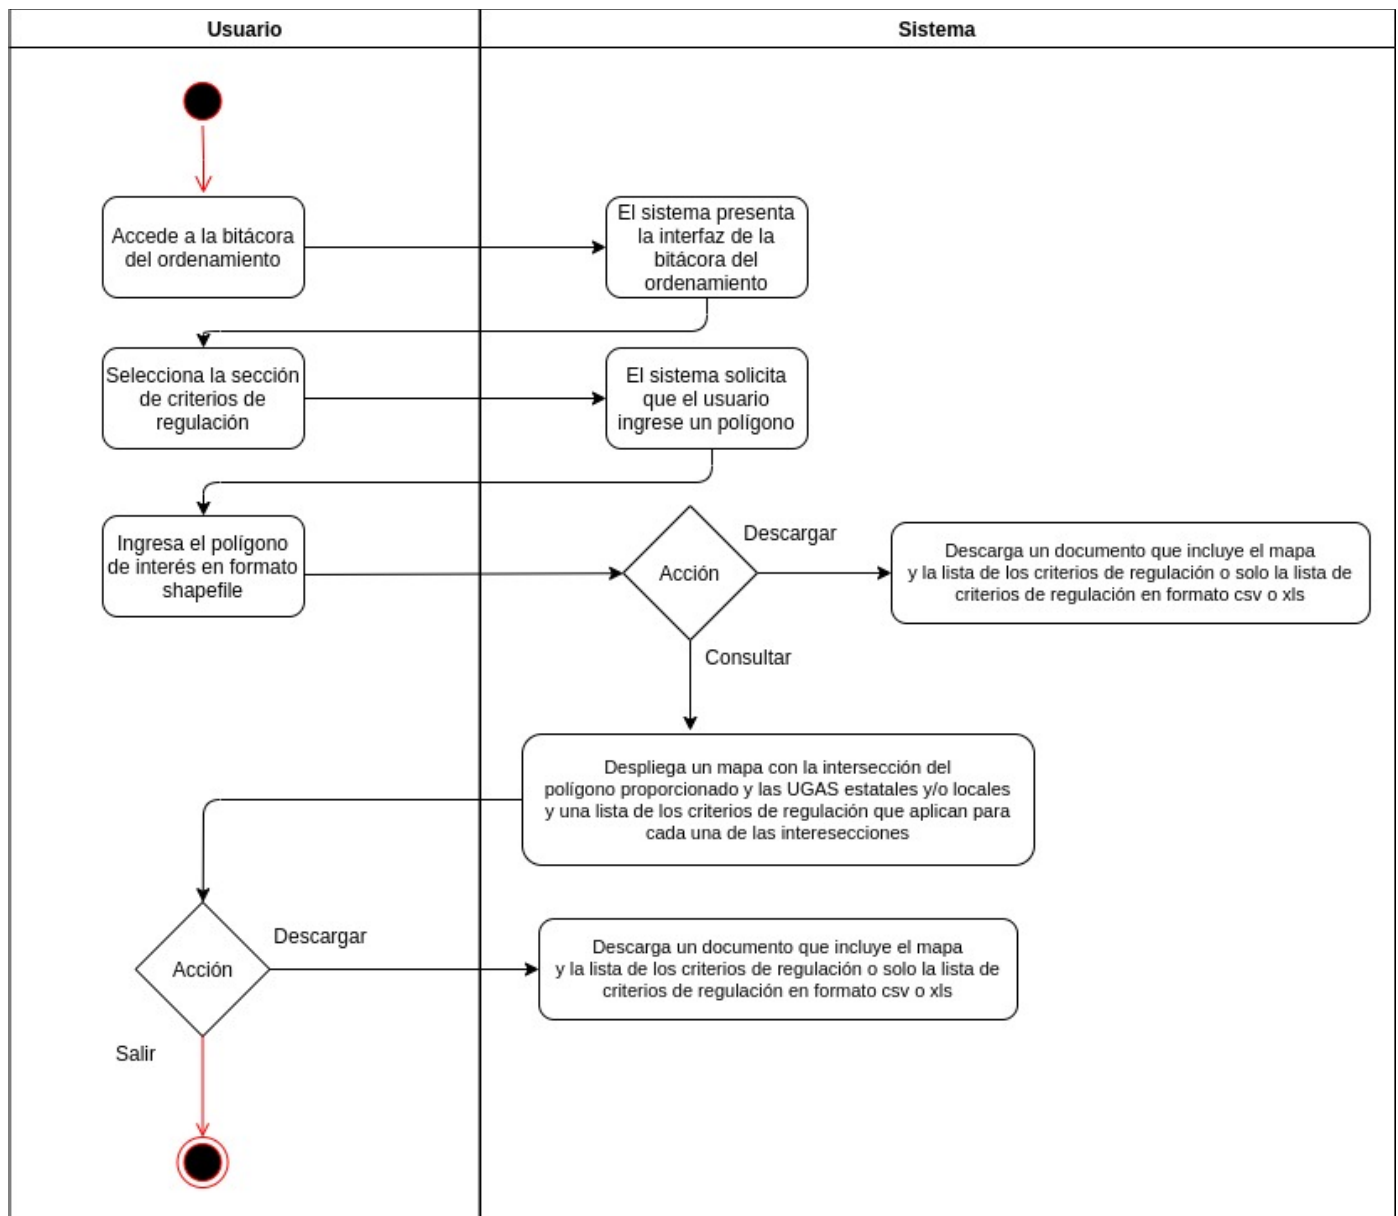 Usuario
Sistema
Accede a la bitácora
del ordenamiento
El sistema presenta
la interfaz de la
bitácora del
ordenamiento
Selecciona la sección
de criterios de
regulación
El sistema solicita
que el usuario
ingrese un polígono
Ingresa el polígono
de interés en formato
shapefile
Acción
Descargar
Descarga un documento que incluye el mapa
y la lista de los criterios de regulación o solo la lista de
criterios de regulación en formato csv o xls
Consultar
Despliega un mapa con la intersección del
polígono proporcionado y las UGAS estatales y/o locales
y una lista de los criterios de regulación que aplican para
cada una de las interesecciones
Acción
Descargar
Descarga un documento que incluye el mapa
y la lista de los criterios de regulación o solo la lista de
criterios de regulación en formato csv o xls
Salir